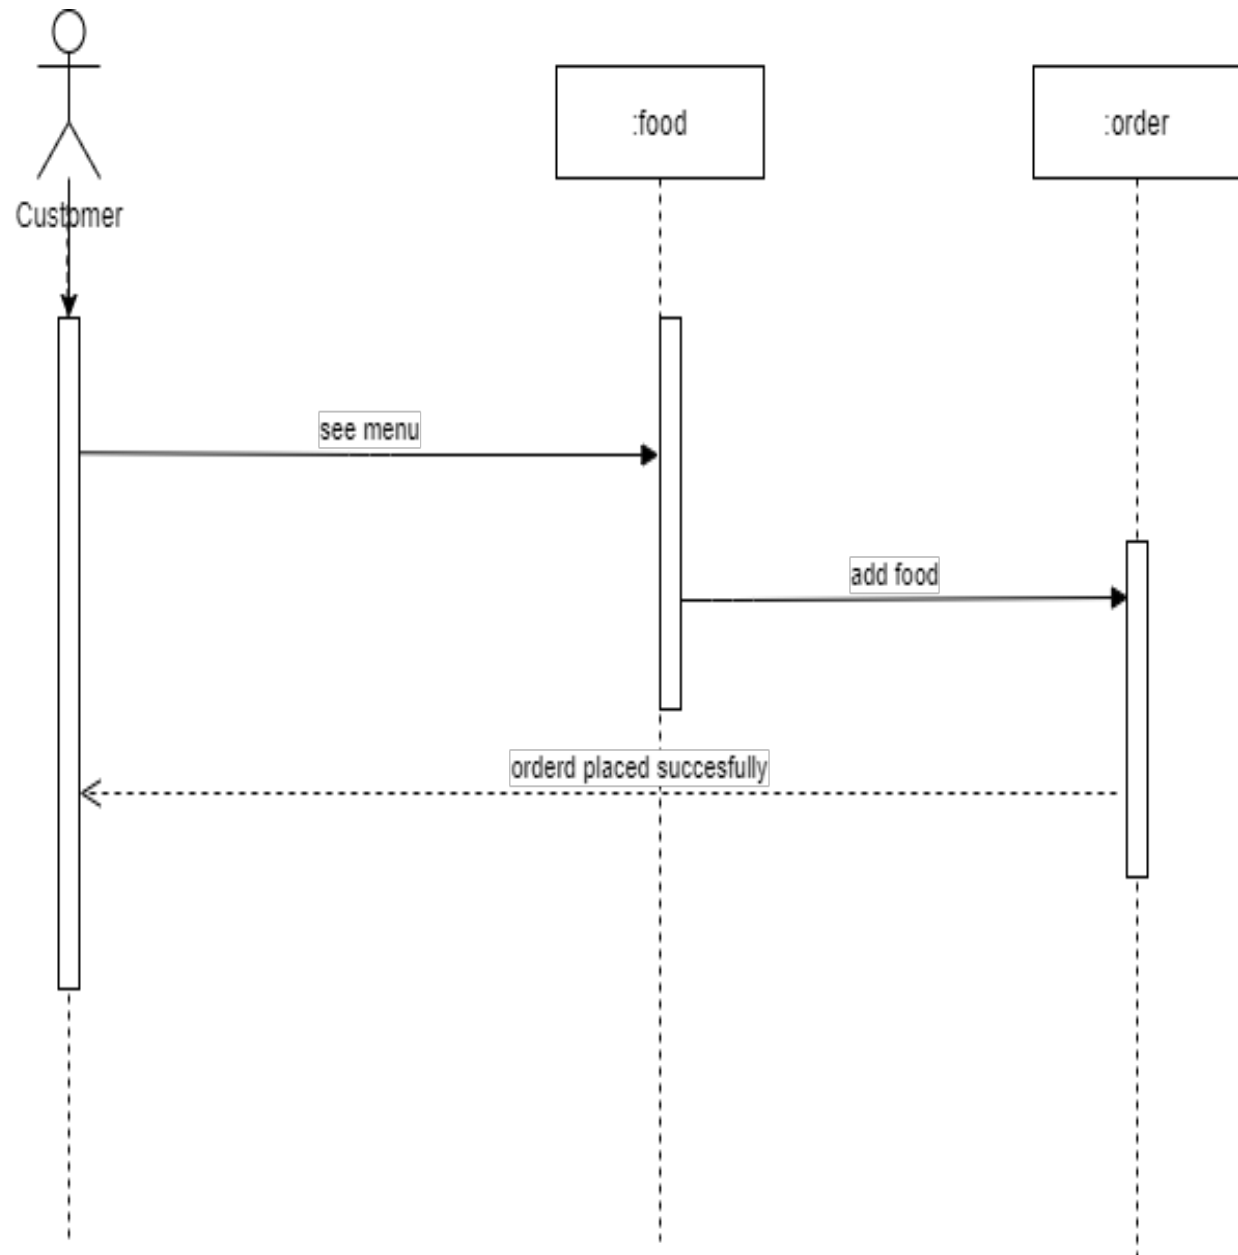 :food
:order
Customer
see menu
add food
orderd placed succesfully